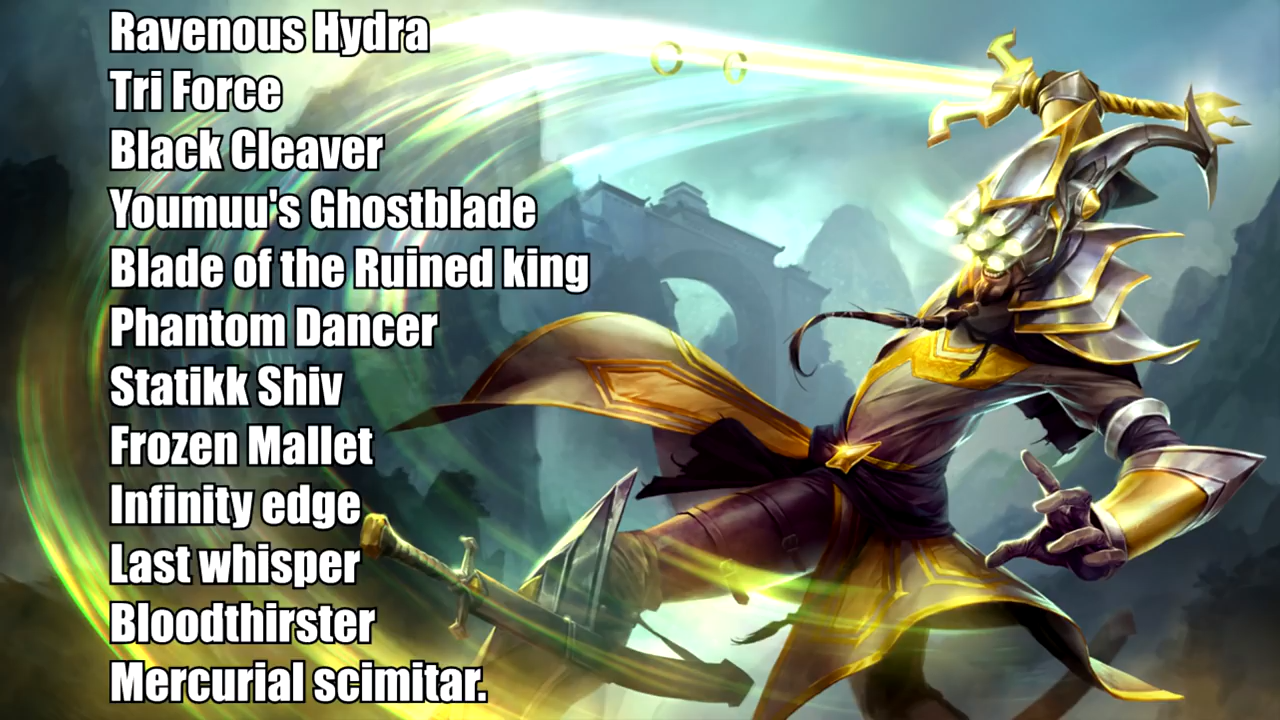 Ravenous Hydra
Tri Force
Black Cleaver
Youmuu's Ghostblade
Blade of the Ruined king
Phantom Dancer
Statikk Shiv
Frozen Mallet
Infinity edge
Last whisper
Bloodthirster
Mercurial scimitar.